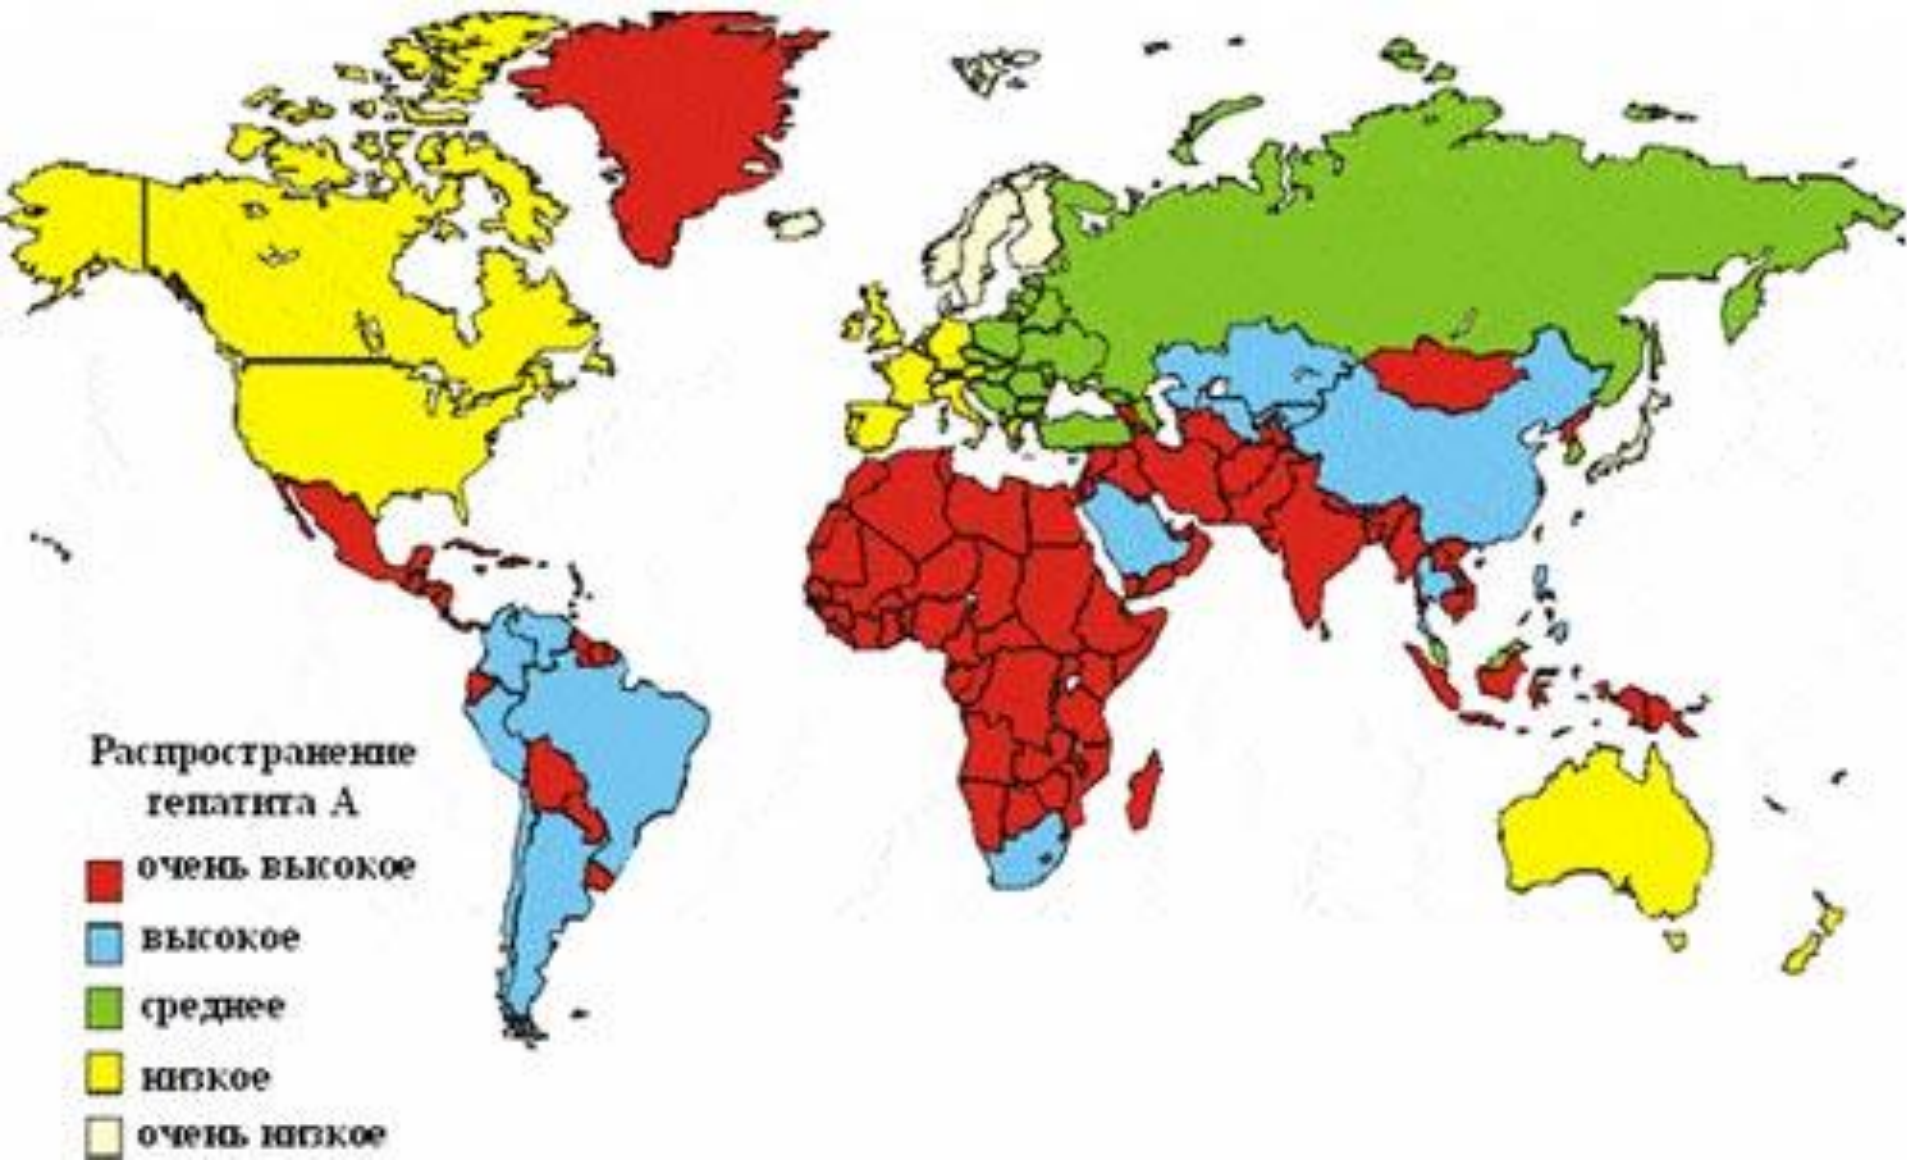 Распространение
гепатита А
очень высокое
высокое
среднее
низкое
очень низкое